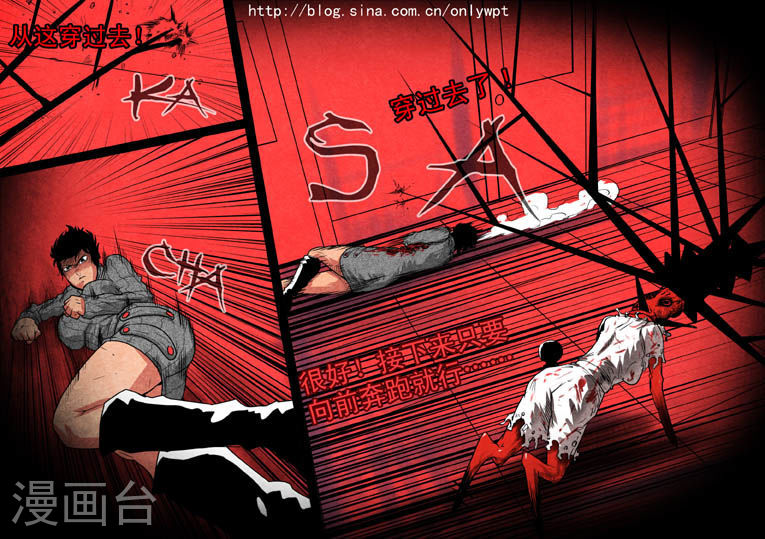 http://blog.sina.com.cn/onlywpt
从这穿过去！
KA
CHA
穿过去了！
SA
很好！接下来只要
向前奔跑就行……
漫画台